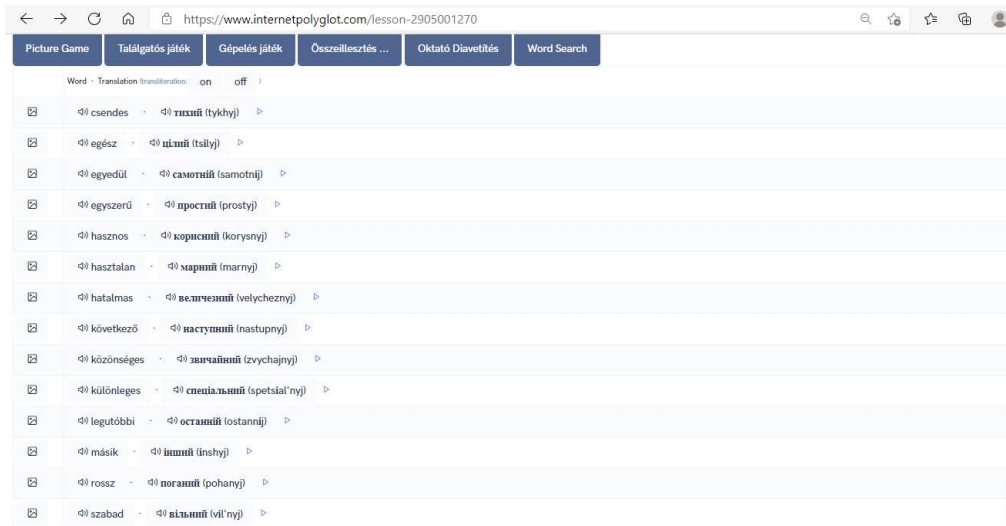 https://www.internetpolyglot.com/lesson-2905001270
Picture Game Találgatós játék Gépelés játék Összeillesztés ... Oktató Diavetítés Word Search
Word - Translation (transliteration: on off )
csendes - тихий (tykhyj)
egész - цілий (tsilyj)
egyedül - самотній (samotnij)
egyszerű - простий (prostyj)
hasznos - корисний (korysnyj)
hasztalan - марний (marnyj)
hatalmas - величезний (velycheznyj)
következő - наступний (nastupnyj)
közönséges - звичайний (zvychajnyj)
különleges - спеціальний (spetsial'nyj)
legutóbbi - останній (ostannij)
másik - інший (inshyj)
rossz - поганий (pohanyj)
szabad - вільний (vil'nyj)